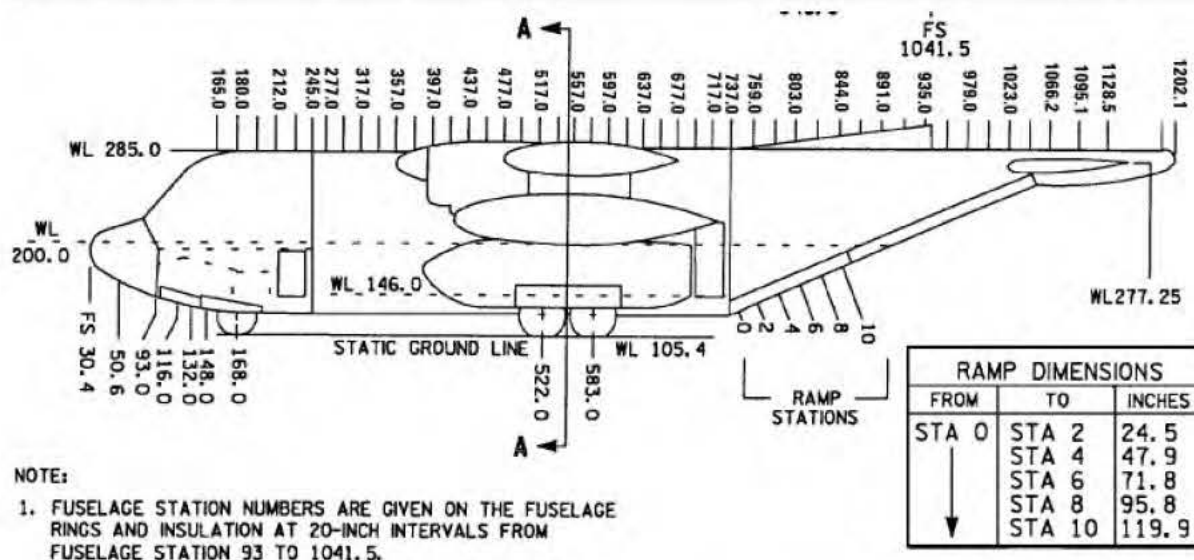 A
FS
1041.5
165.0
180.0
212.0
245.0
277.0
317.0
357.0
397.0
437.0
477.0
517.0
557.0
597.0
637.0
677.0
717.0
737.0
759.0
803.0
844.0
891.0
935.0
979.0
1023.0
1066.2
1095.1
1128.5
1202.1
WL 285.0
WL
200.0
WL 146.0
WL277.25
FS 30.4
50.6
93.0
116.0
132.0
148.0
168.0
STATIC GROUND LINE
WL 105.4
522.0
583.0
0
2
4
6
8
10
RAMP
STATIONS
A
RAMP DIMENSIONS
FROM TO INCHES
STA 0 STA 2 24.5
STA 4 47.9
STA 6 71.8
STA 8 95.8
STA 10 119.9
NOTE:
1. FUSELAGE STATION NUMBERS ARE GIVEN ON THE FUSELAGE
RINGS AND INSULATION AT 20-INCH INTERVALS FROM
FUSELAGE STATION 93 TO 1041.5.